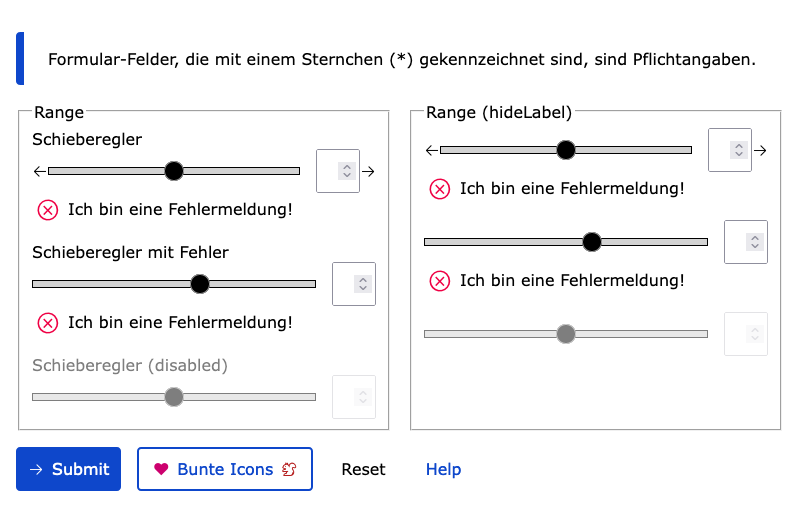 Formular-Felder, die mit einem Sternchen (*) gekennzeichnet sind, sind Pflichtangaben.
Range
Schieberegler
Ich bin eine Fehlermeldung!
Schieberegler mit Fehler
Ich bin eine Fehlermeldung!
Schieberegler (disabled)
Range (hideLabel)
Ich bin eine Fehlermeldung!
Ich bin eine Fehlermeldung!
Submit
Bunte Icons
Reset
Help